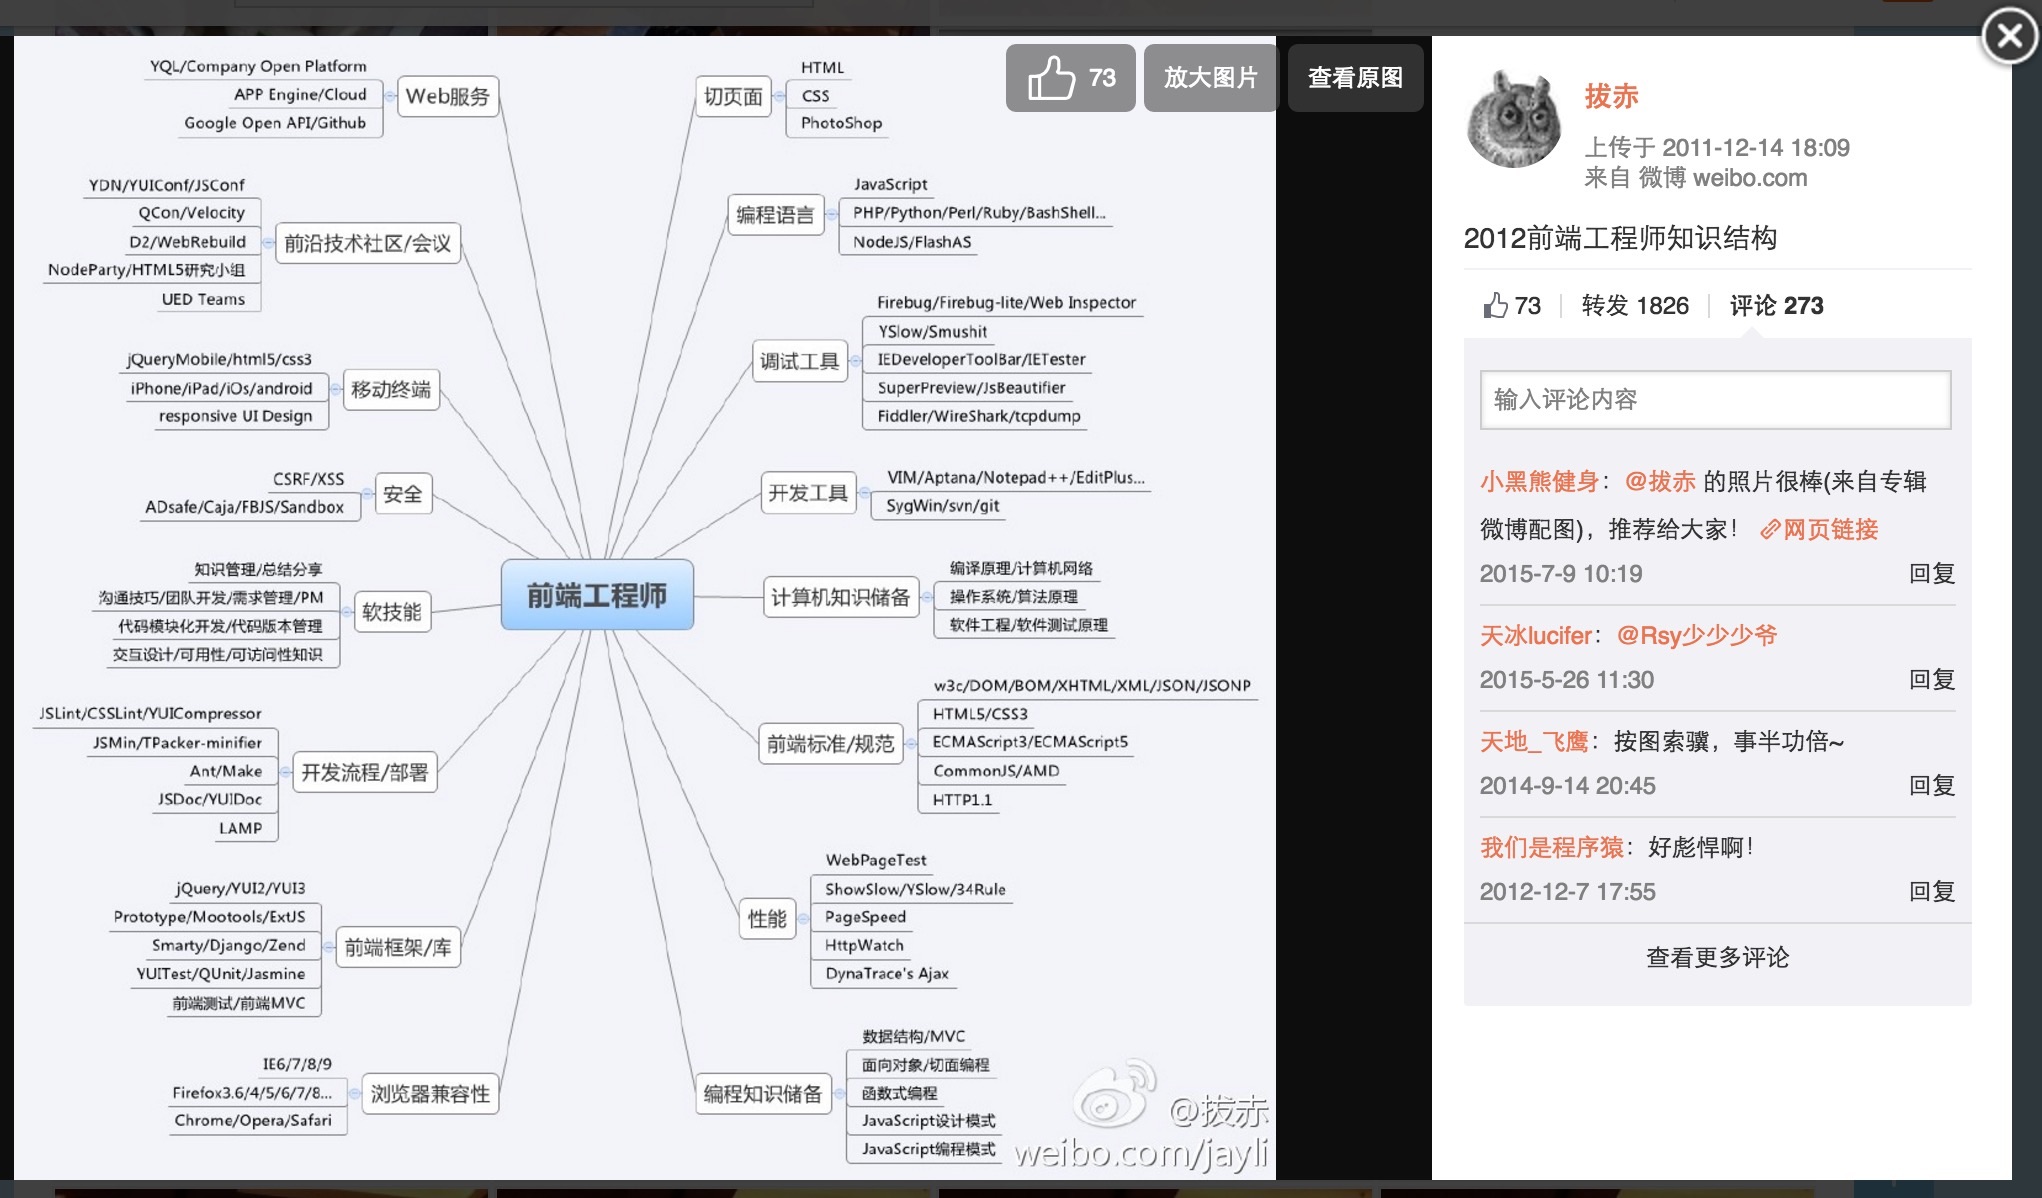 YQL/Company Open Platform
APP Engine/Cloud
Google Open API/Github
Web服务
YDN/YUIConf/JSConf
QCon/Velocity
D2/WebRebuild
NodeParty/HTML5研究小组
UED Teams
前沿技术社区/会议
jQueryMobile/html5/css3
iPhone/iPad/iOs/android
responsive UI Design
移动终端
CSRF/XSS
ADsafe/Caja/FBJS/Sandbox
安全
知识管理/总结分享
沟通技巧/团队开发/需求管理/PM
代码模块化开发/代码版本管理
交互设计/可用性/可访问性知识
软技能
JSLint/CSSLint/YUICompressor
JSMin/TPacker-minifier
Ant/Make
JSDoc/YUIDoc
LAMP
开发流程/部署
jQuery/YUI2/YUI3
Prototype/Mootools/ExtJS
Smarty/Django/Zend
YUITest/QUnit/Jasmine
前端测试/前端MVC
前端框架/库
IE6/7/8/9
Firefox3.6/4/5/6/7/8...
Chrome/Opera/Safari
浏览器兼容性
前端工程师
切页面
HTML
CSS
PhotoShop
编程语言
JavaScript
PHP/Python/Perl/Ruby/BashShell...
NodeJS/FlashAS
调试工具
Firebug/Firebug-lite/Web Inspector
YSlow/Smushit
IEDeveloperToolBar/IETester
SuperPreview/JsBeautifier
Fiddler/WireShark/tcpdump
开发工具
VIM/Aptana/Notepad++/EditPlus...
SygWin/svn/git
计算机知识储备
编译原理/计算机网络
操作系统/算法原理
软件工程/软件测试原理
前端标准/规范
w3c/DOM/BOM/XHTML/XML/JSON/JSONP
HTML5/CSS3
ECMAScript3/ECMAScript5
CommonJS/AMD
HTTP1.1
性能
WebPageTest
ShowSlow/YSlow/34Rule
PageSpeed
HttpWatch
DynaTrace's Ajax
编程知识储备
数据结构/MVC
面向对象/切面编程
函数式编程
JavaScript设计模式
JavaScript编程模式
@拔赤
weibo.com/jayli
73
放大图片
查看原图
拔赤
上传于 2011-12-14 18:09
来自 微博 weibo.com
2012前端工程师知识结构
73 转发 1826 评论 273
输入评论内容
小黑熊健身：@拔赤 的照片很棒(来自专辑
微博配图)，推荐给大家！ 网页链接
2015-7-9 10:19 回复
天冰lucifer：@Rsy少少少爷
2015-5-26 11:30 回复
天地_飞鹰：按图索骥，事半功倍~
2014-9-14 20:45 回复
我们是程序猿：好彪悍啊！
2012-12-7 17:55 回复
查看更多评论